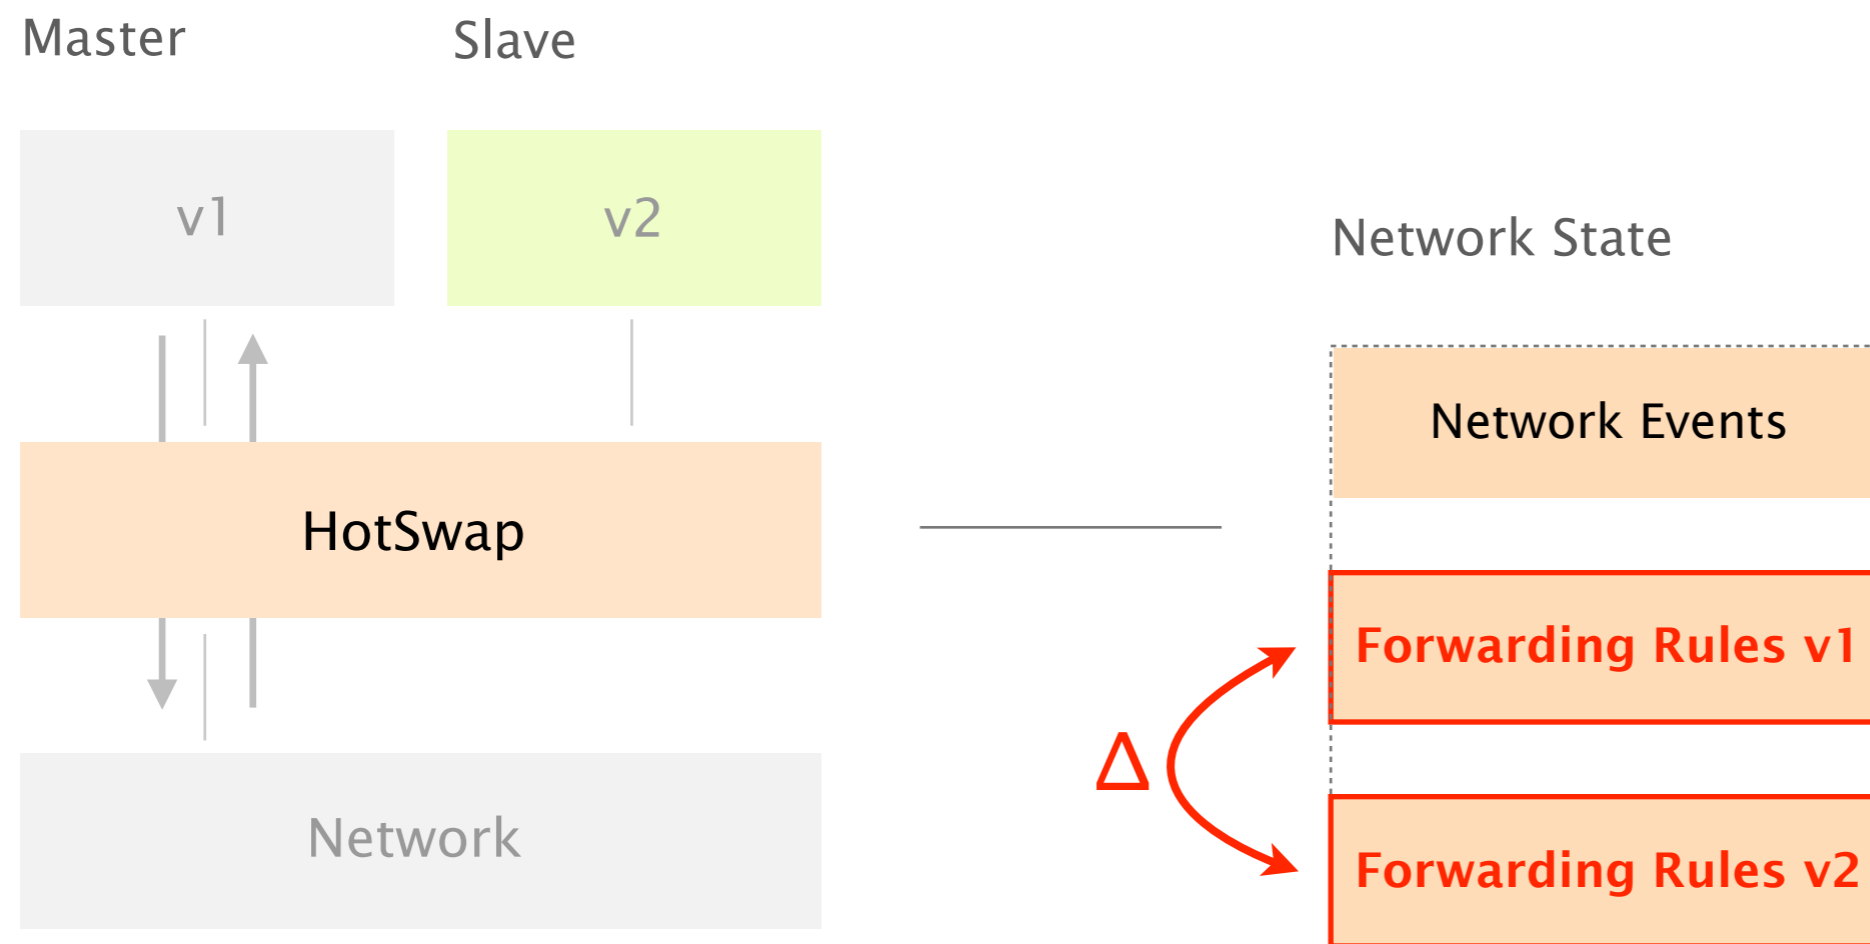 Master
Slave
v1
v2
HotSwap
Network
Network State
Network Events
Forwarding Rules v1
Δ
Forwarding Rules v2